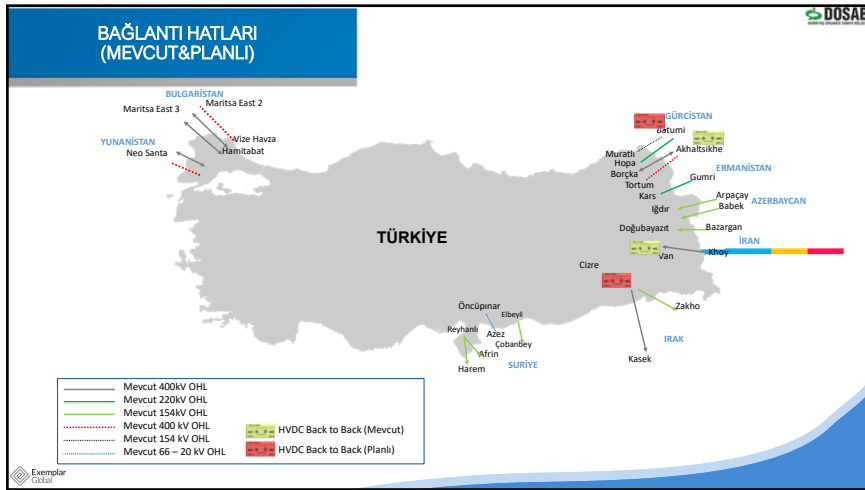 BAĞLANTI HATLARI
(MEVCUT&PLANLI)
DOSAB
BULGARİSTAN
Maritsa East 2
Maritsa East 3
YUNANİSTAN
Neo Santa
Vize Havza
Hamitabat
GÜRCİSTAN
Batumi
Akhaltsikhe
Muratlı
Hopa
Borçka
Tortum
Kars
ERMANİSTAN
Gumri
Arpaçay
Babek
AZERBAYCAN
Iğdır
Doğubayazıt
Bazargan
İRAN
Khoy
Van
TÜRKİYE
Cizre
Zakho
IRAK
Kasek
Öncüpınar
Elbeyli
Reyhanlı
Azez
Çobanbey
Afrin
SURİYE
Harem
Mevcut 400kV OHL
Mevcut 220kV OHL
Mevcut 154kV OHL
Mevcut 400 kV OHL
Mevcut 154 kV OHL
Mevcut 66 – 20 kV OHL
HVDC Back to Back (Mevcut)
HVDC Back to Back (Planlı)
Exemplar
Global